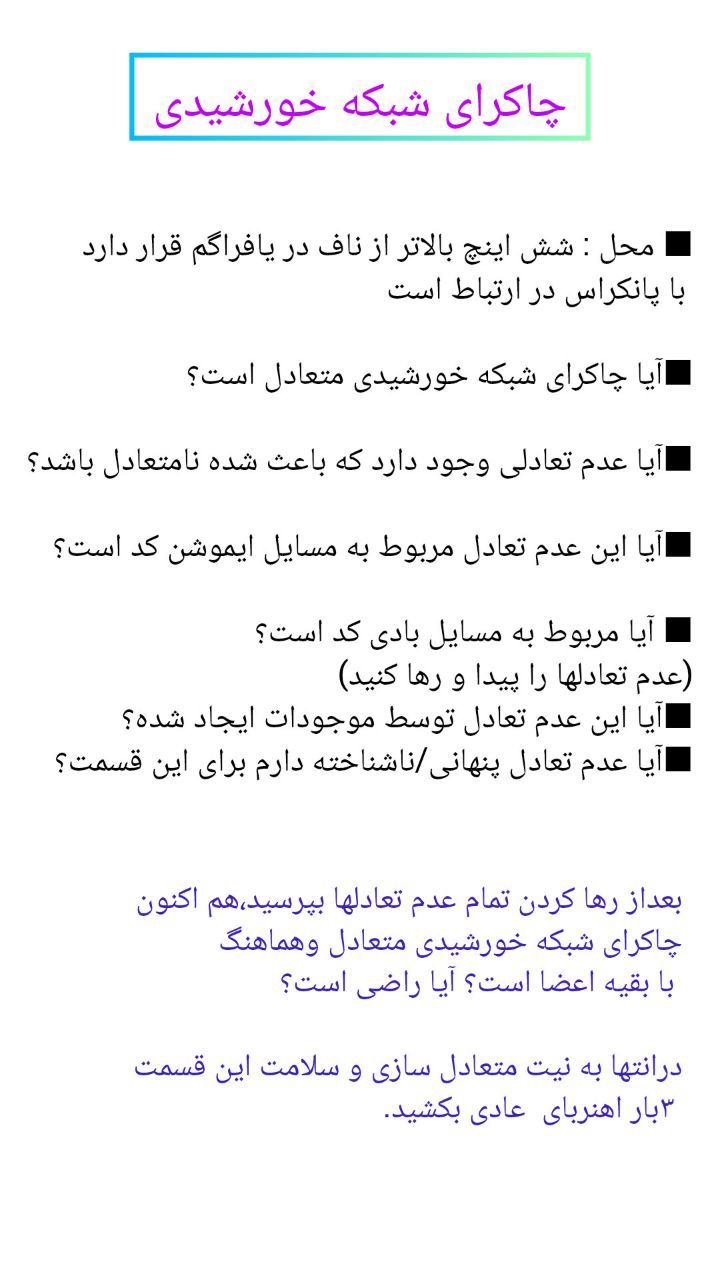 چاکرای شبکه خورشیدی
■ محل : شش اینچ بالاتر از ناف در یافراگم قرار دارد
با پانکراس در ارتباط است
■آیا چاکرای شبکه خورشیدی متعادل است؟
■آیا عدم تعادلی وجود دارد که باعث شده نامتعادل باشد؟
■آیا این عدم تعادل مربوط به مسایل ایموشن کد است؟
■ آیا مربوط به مسایل بادی کد است؟
(عدم تعادلها را پیدا و رها کنید)
■آیا این عدم تعادل توسط موجودات ایجاد شده؟
■آیا عدم تعادل پنهانی/ناشناخته دارم برای این قسمت؟
بعداز رها کردن تمام عدم تعادلها بپرسید،هم اکنون
چاکرای شبکه خورشیدی متعادل وهماهنگ
با بقیه اعضا است؟ آیا راضی است؟
درانتها به نیت متعادل سازی و سلامت این قسمت
۳بار اهنربای عادی بکشید.